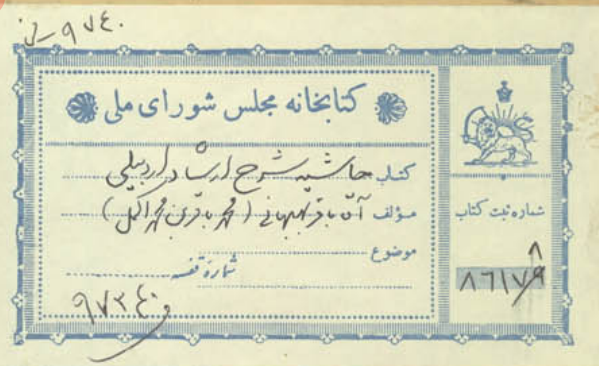 ۹۷۴۰
کتابخانه مجلس شورای ملی
کتاب حاشیه شرح ارشاد اردبیلی
مؤلف آقا باقر بهبهانی (محمد باقر بن محمد اکمل)
موضوع
شماره قفسه
۹۷۲۴۰
شماره ثبت کتاب
۸۶۱۷۸